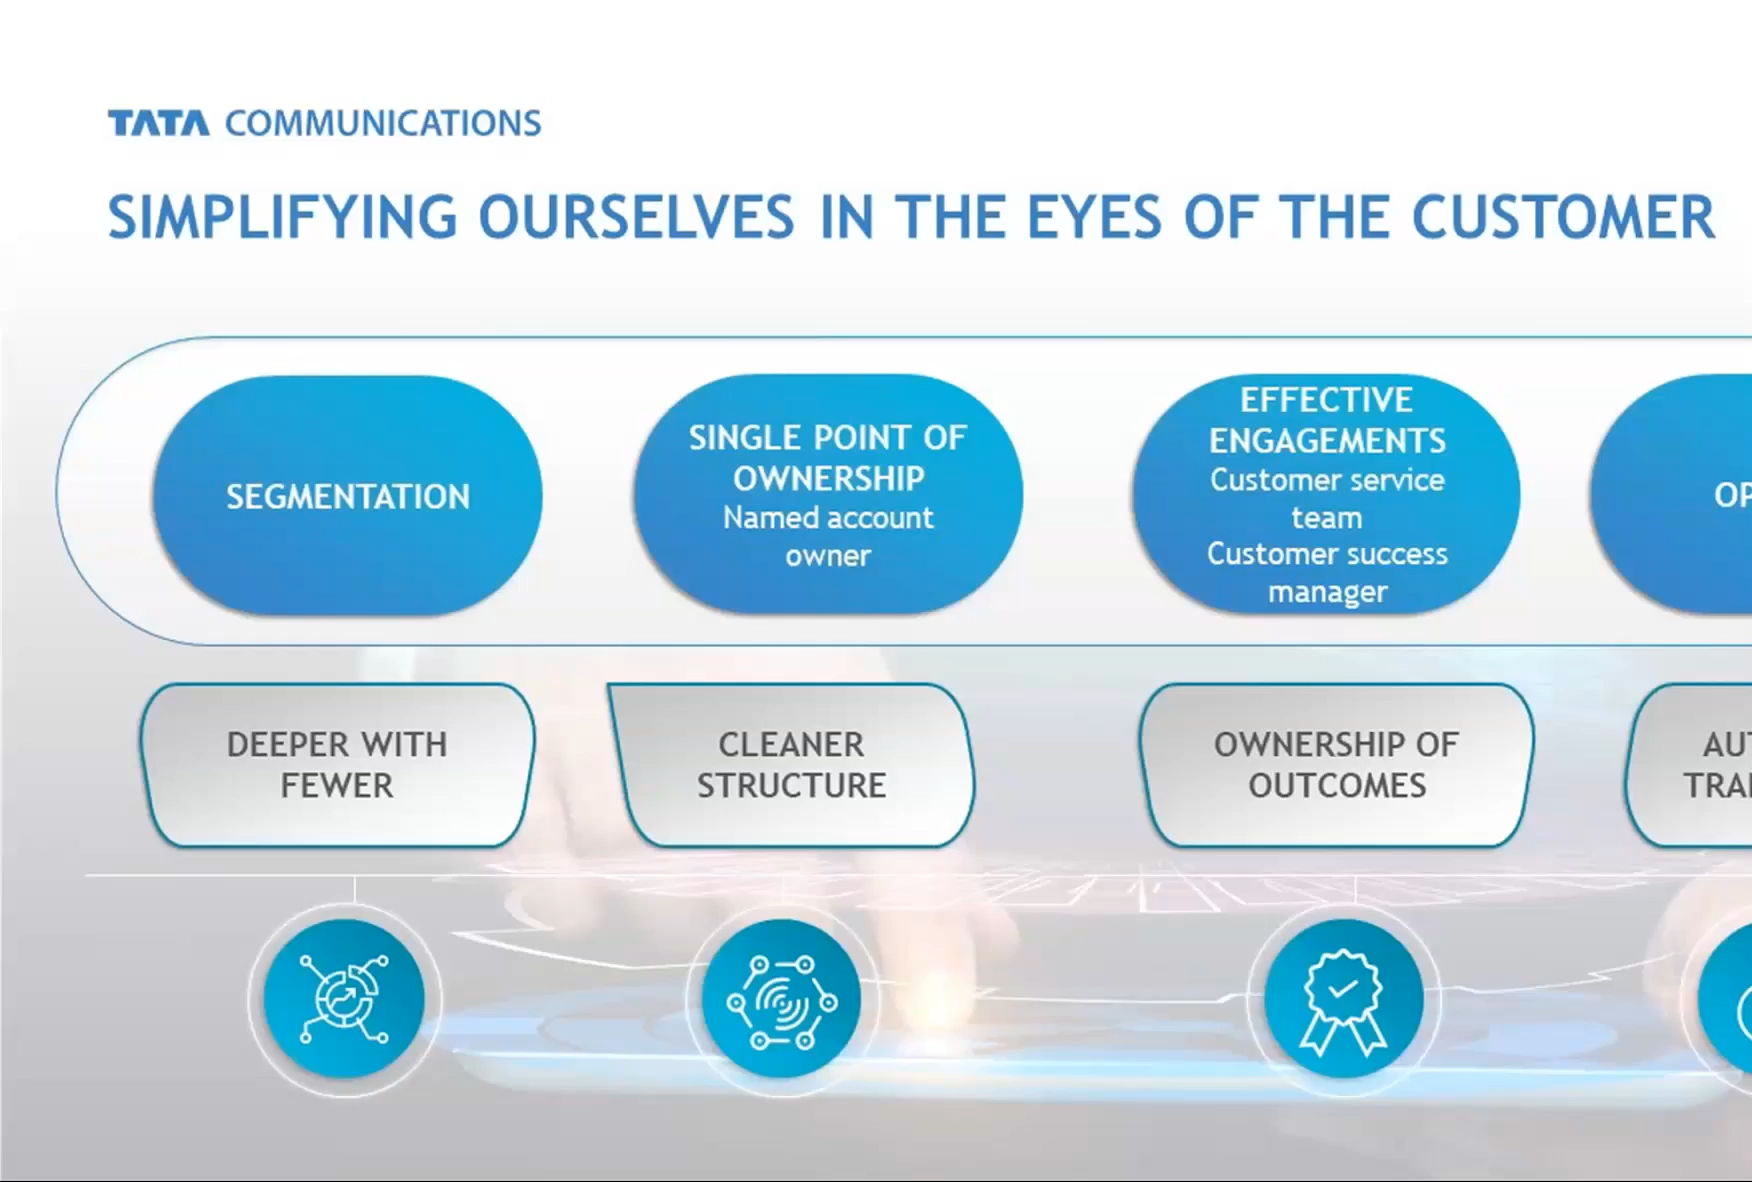 TATA COMMUNICATIONS
SIMPLIFYING OURSELVES IN THE EYES OF THE CUSTOMER
SEGMENTATION
SINGLE POINT OF
OWNERSHIP
Named account
owner
EFFECTIVE
ENGAGEMENTS
Customer service
team
Customer success
manager
DEEPER WITH
FEWER
CLEANER
STRUCTURE
OWNERSHIP OF
OUTCOMES